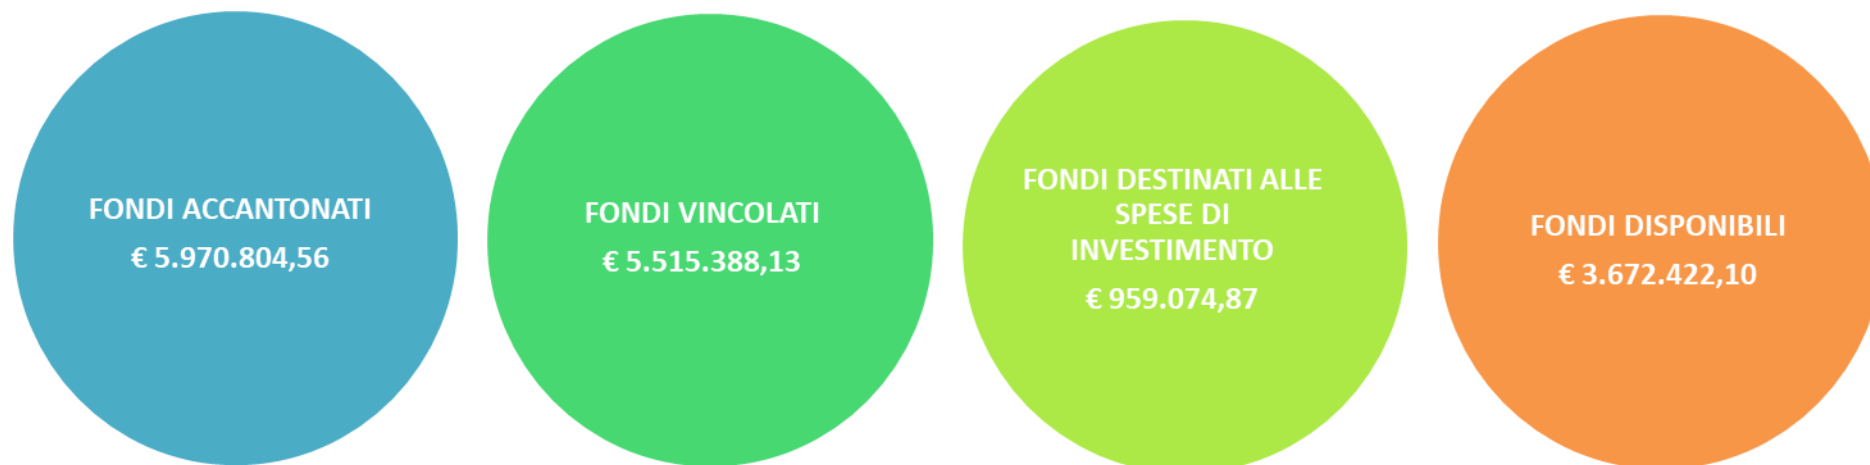 FONDI ACCANTONATI
€ 5.970.804,56
FONDI VINCOLATI
€ 5.515.388,13
FONDI DESTINATI ALLE
SPESE DI
INVESTIMENTO
€ 959.074,87
FONDI DISPONIBILI
€ 3.672.422,10